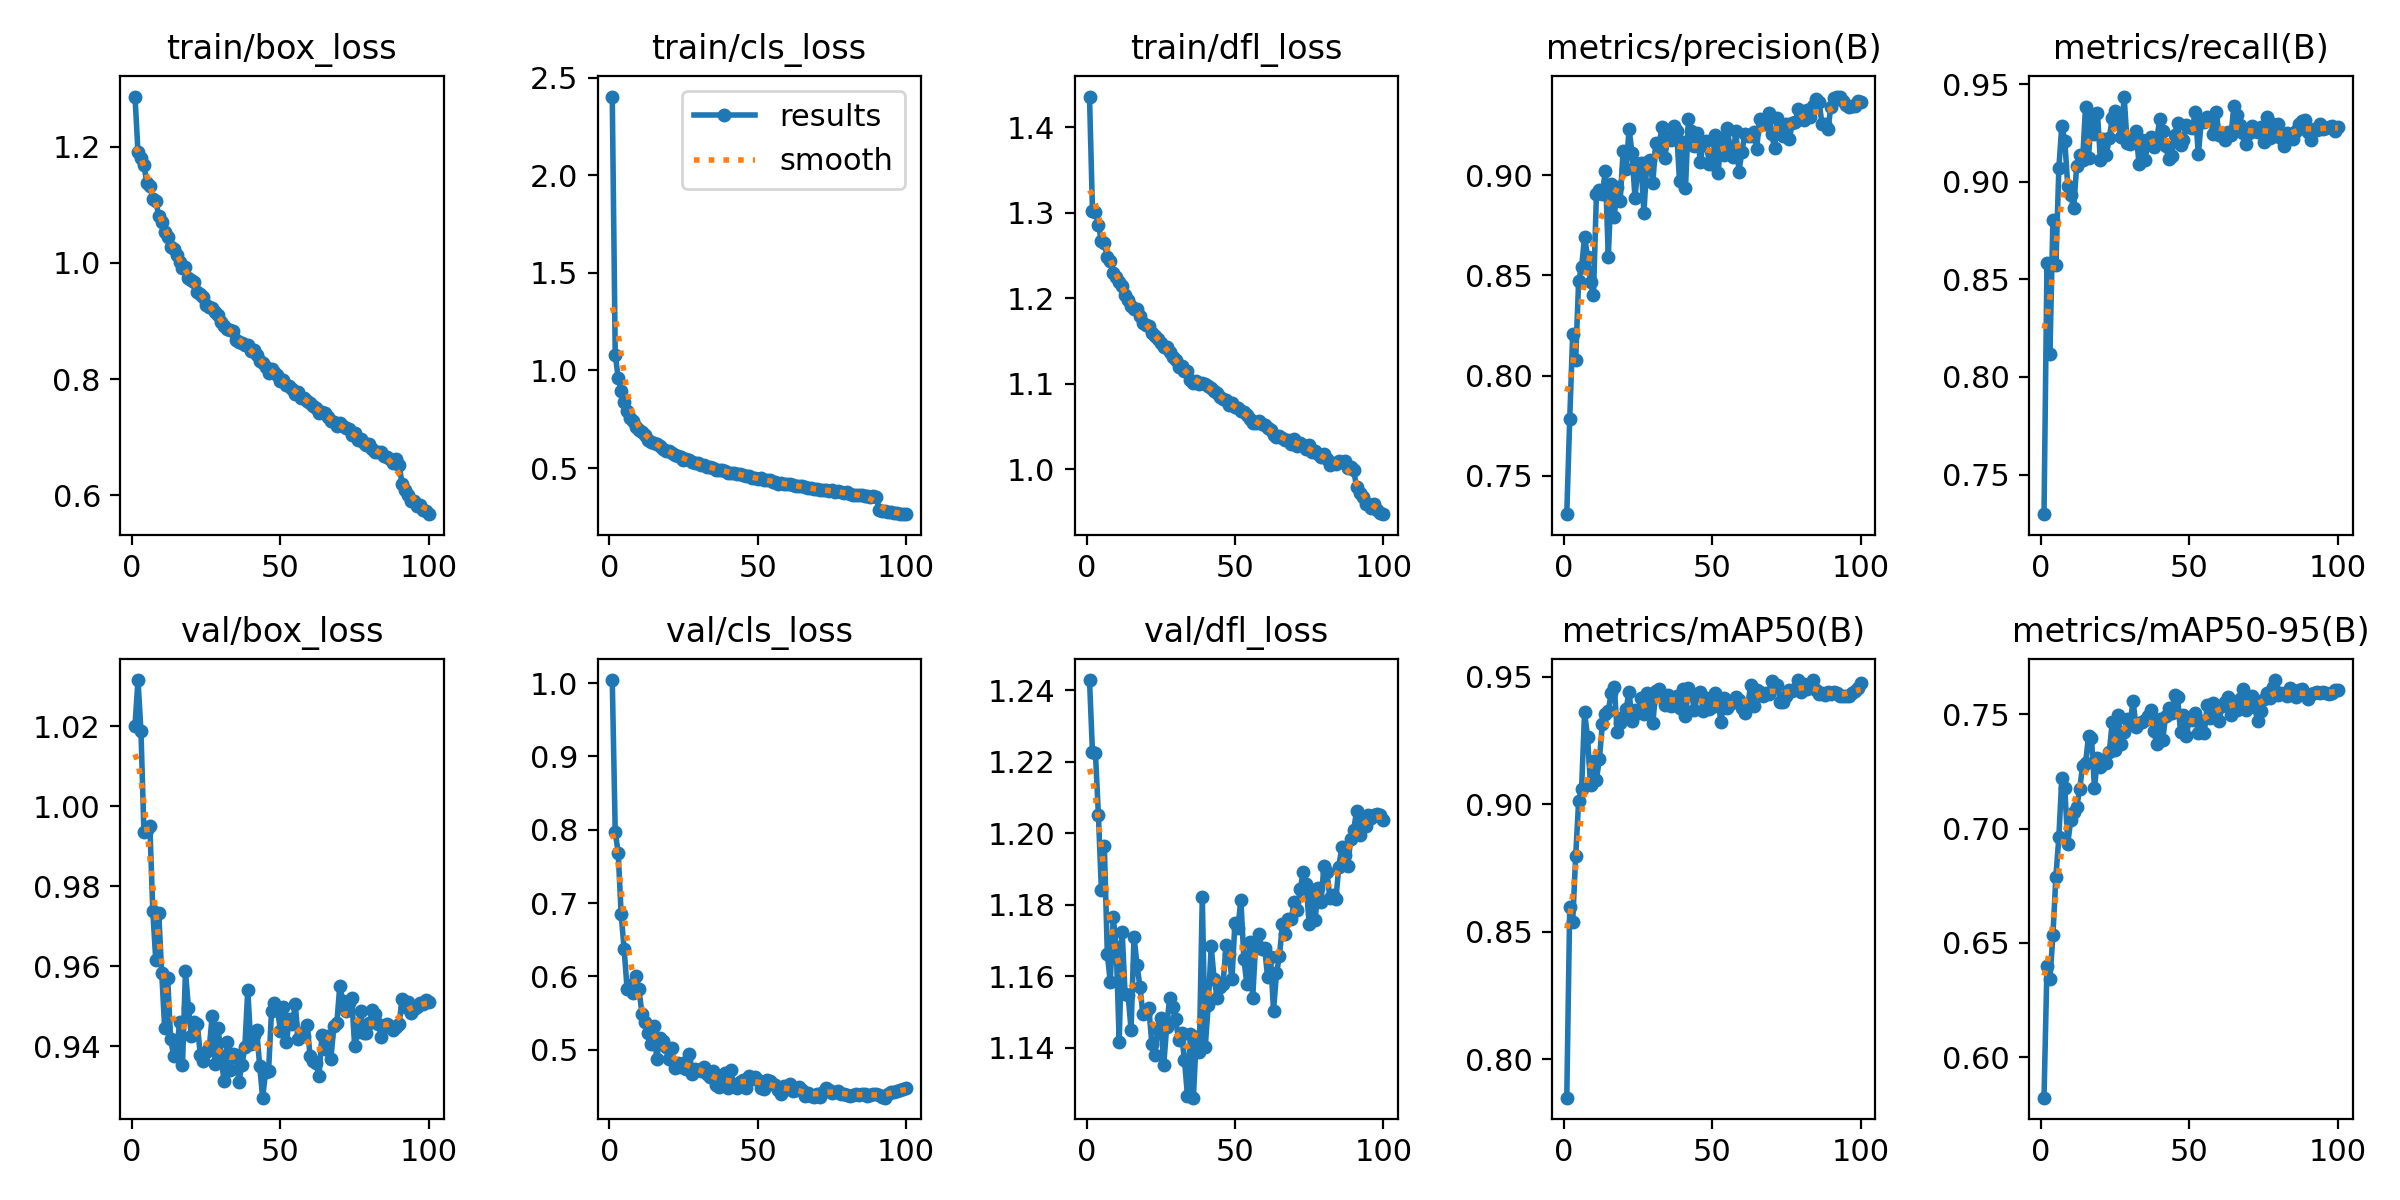 train/box_loss
1.2
1.0
0.8
0.6
0 50 100
train/cls_loss
2.5
2.0
1.5
1.0
0.5
results
smooth
0 50 100
train/dfl_loss
1.4
1.3
1.2
1.1
1.0
0 50 100
metrics/precision(B)
0.90
0.85
0.80
0.75
0 50 100
metrics/recall(B)
0.95
0.90
0.85
0.80
0.75
0 50 100
val/box_loss
1.02
1.00
0.98
0.96
0.94
0 50 100
val/cls_loss
1.0
0.9
0.8
0.7
0.6
0.5
0 50 100
val/dfl_loss
1.24
1.22
1.20
1.18
1.16
1.14
0 50 100
metrics/mAP50(B)
0.95
0.90
0.85
0.80
0 50 100
metrics/mAP50-95(B)
0.75
0.70
0.65
0.60
0 50 100